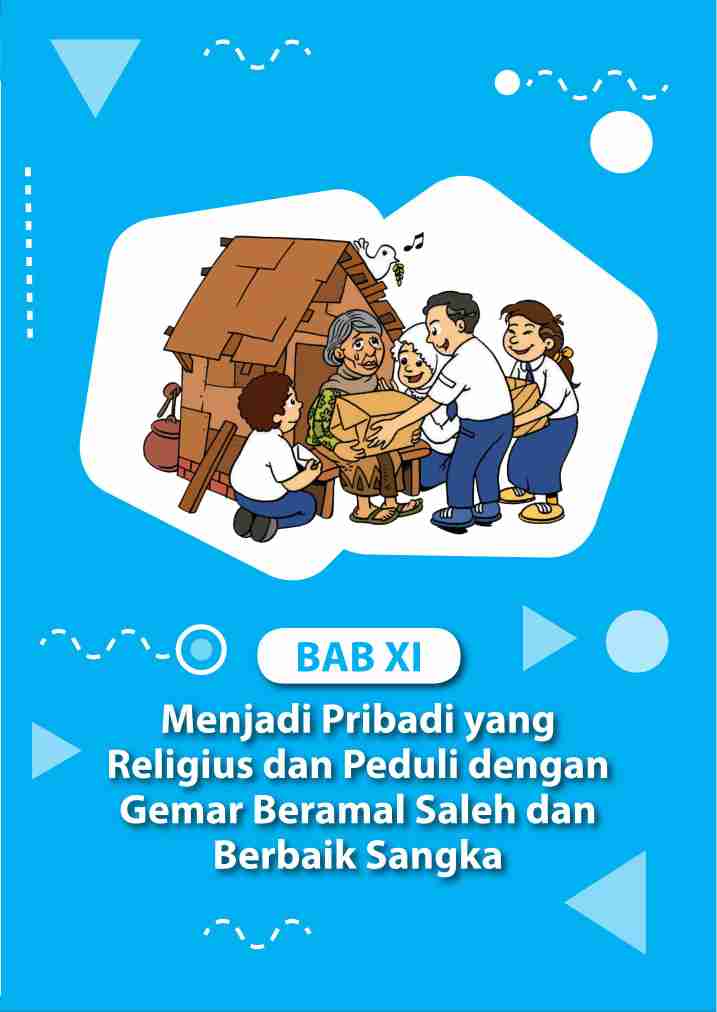 BAB XI
Menjadi Pribadi yang
Religius dan Peduli dengan
Gemar Beramal Saleh dan
Berbaik Sangka